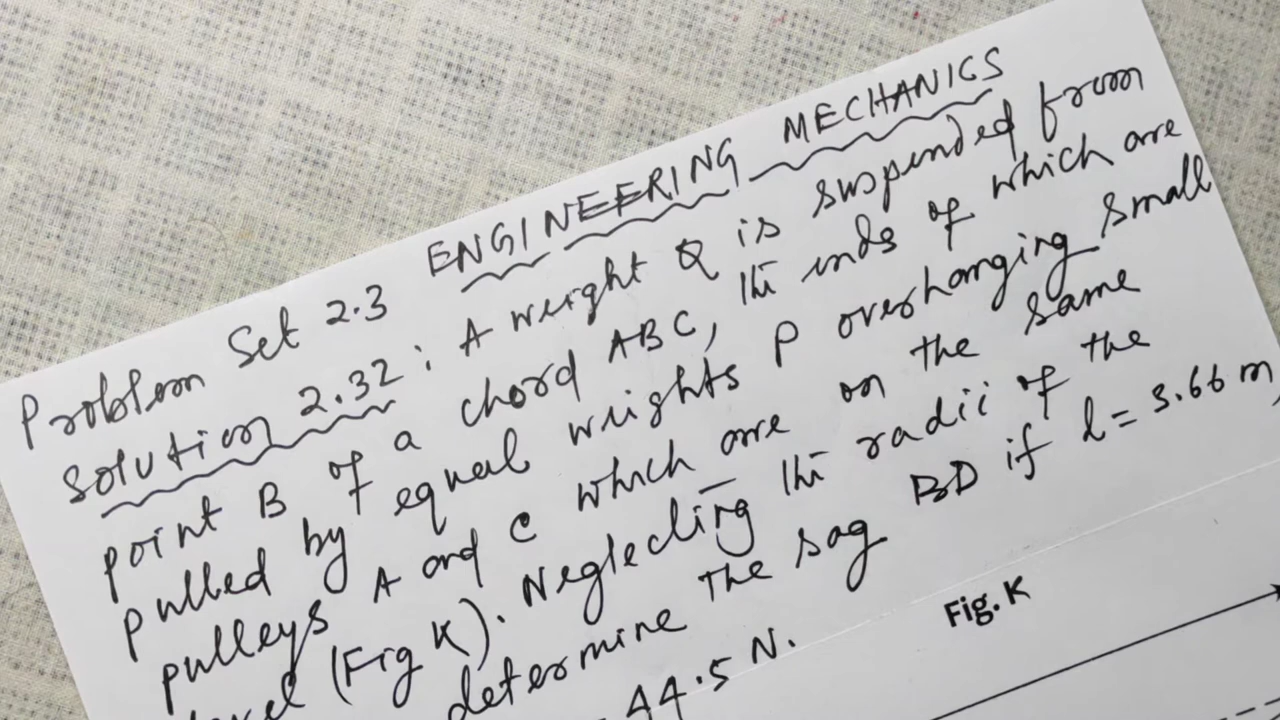 ENGINEERING MECHANICS
Problem Set 2.3
Solution 2.32 : A weight Q is suspended from
point B of a chord ABC, the ends of which are
pulled by equal weights P overhanging small
pulleys A and C which are on the same
(Fig K). Neglecting the radii of the
determine the sag BD if l = 3.66 m,
44.5 N.
Fig. K